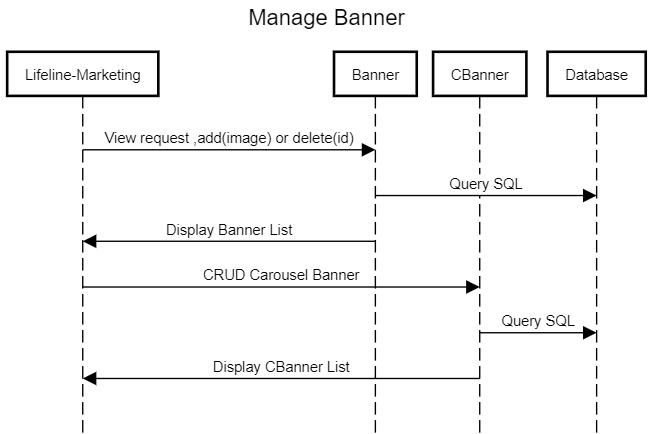 Manage Banner
Lifeline-Marketing
Banner
CBanner
Database
View request ,add(image) or delete(id)
Query SQL
Display Banner List
CRUD Carousel Banner
Query SQL
Display CBanner List